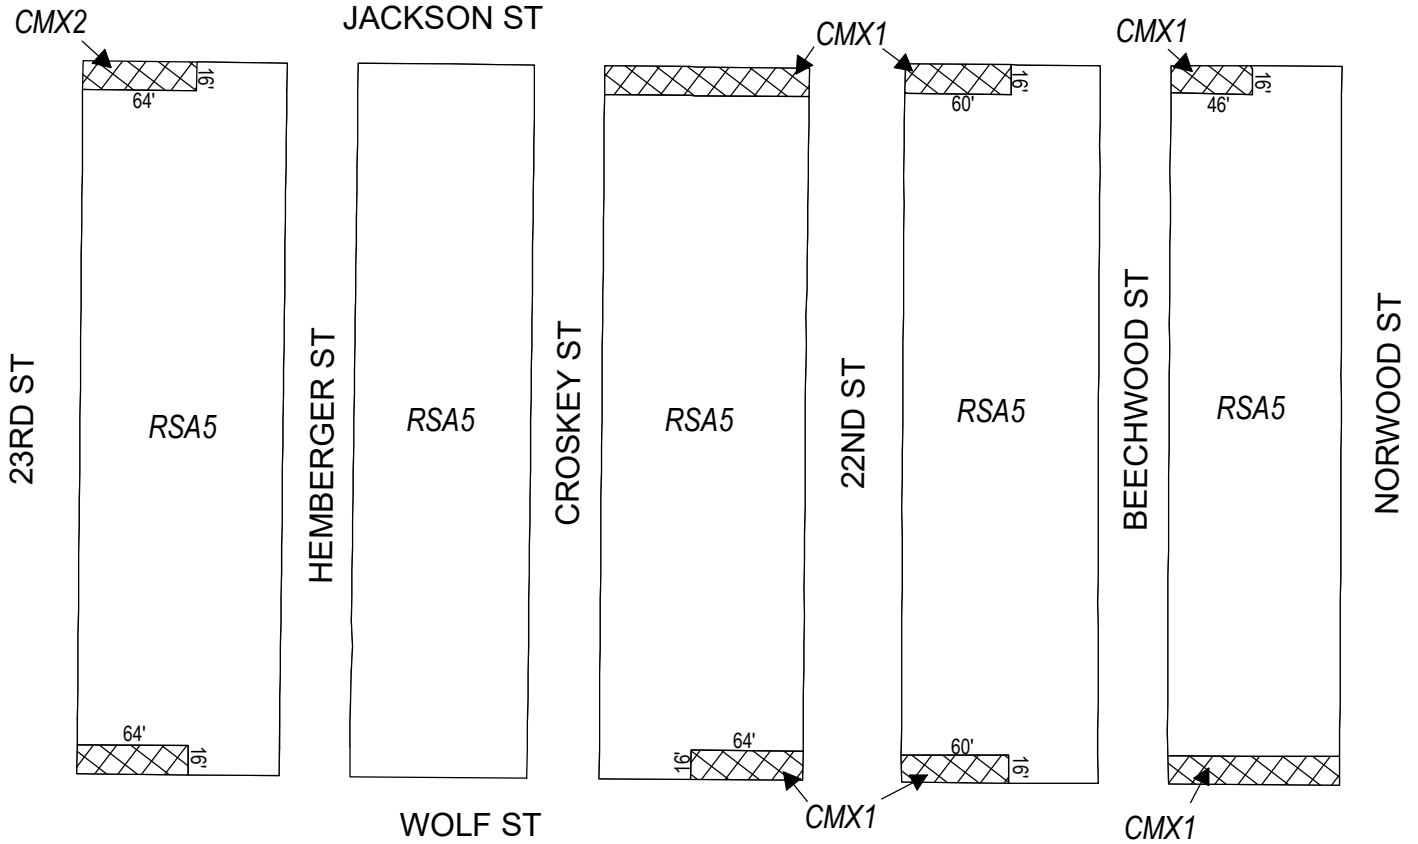 JACKSON ST
CMX2
CMX1
CMX1
16'
64'
16'
60'
16'
46'
23RD ST
HEMBERGER ST
CROSKEY ST
22ND ST
BEECHWOOD ST
NORWOOD ST
RSA5
RSA5
RSA5
RSA5
RSA5
64'
16'
64'
16'
60'
16'
WOLF ST
CMX1
CMX1